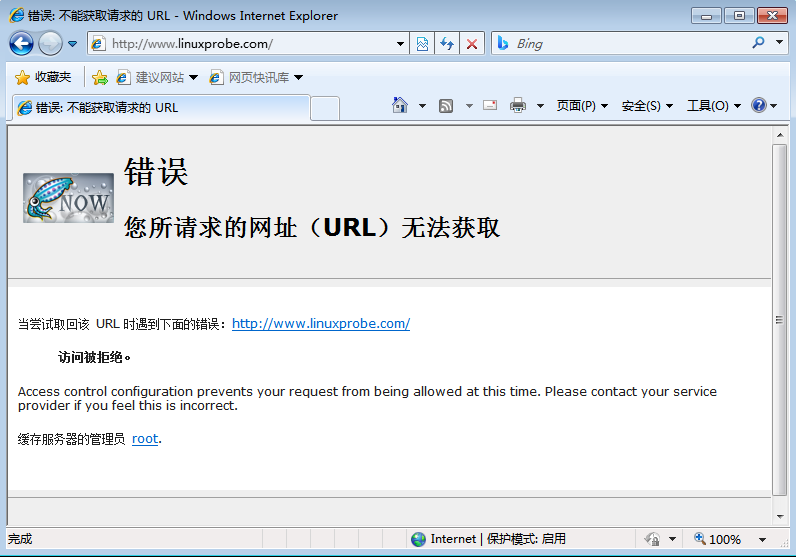 错误: 不能获取请求的 URL - Windows Internet Explorer
http://www.linuxprobe.com/
Bing
收藏夹
建议网站
网页快讯库
错误: 不能获取请求的 URL
页面(P)
安全(S)
工具(O)
NOW
错误
您所请求的网址（URL）无法获取
当尝试取回该 URL 时遇到下面的错误：http://www.linuxprobe.com/
访问被拒绝。
Access control configuration prevents your request from being allowed at this time. Please contact your service
provider if you feel this is incorrect.
缓存服务器的管理员 root.
完成
Internet | 保护模式: 启用
100%